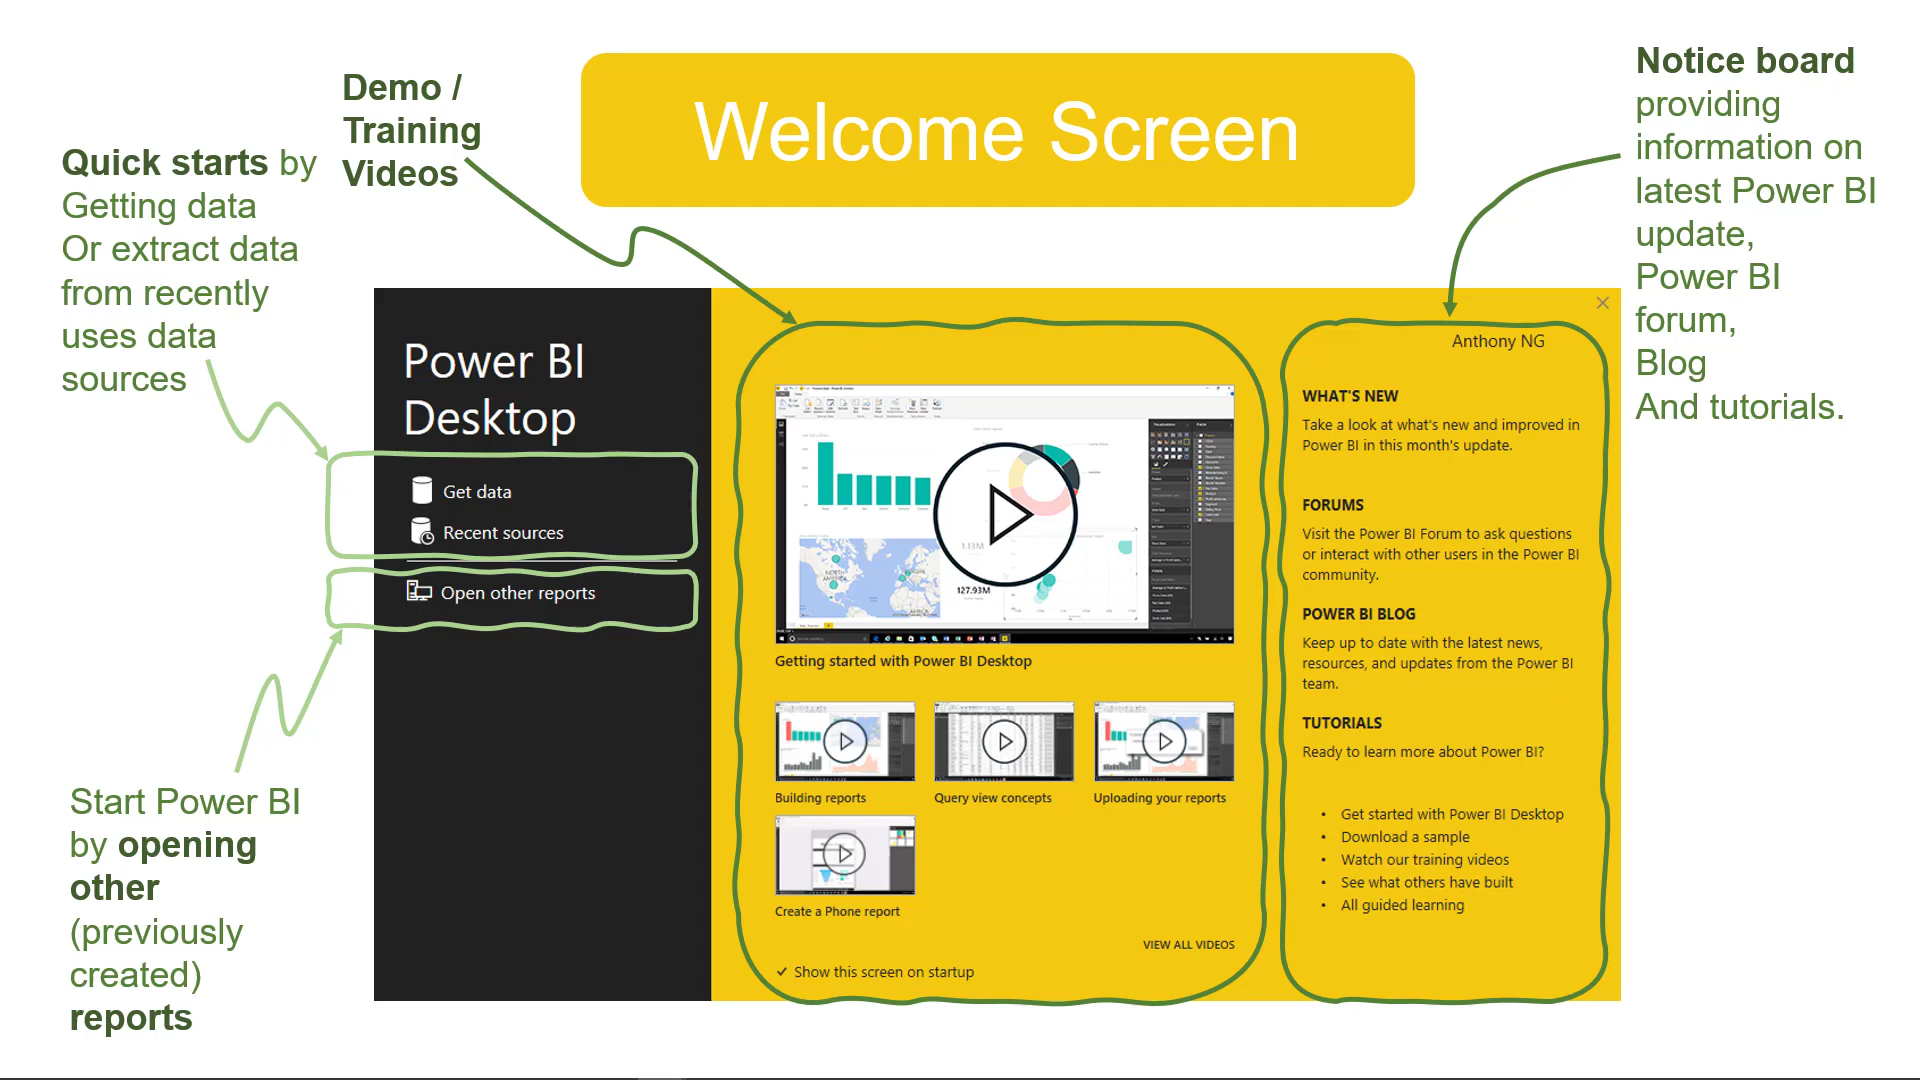 Welcome Screen
Demo /
Training
Videos
Quick starts by
Getting data
Or extract data
from recently
uses data
sources
Notice board
providing
information on
latest Power BI
update,
Power BI
forum,
Blog
And tutorials.
Start Power BI
by opening
other
(previously
created)
reports
Power BI
Desktop
Get data
Recent sources
Open other reports
127.93M
Getting started with Power BI Desktop
Building reports
Query view concepts
Uploading your reports
Create a Phone report
VIEW ALL VIDEOS
Show this screen on startup
Anthony NG
WHAT'S NEW
Take a look at what's new and improved in
Power BI in this month's update.
FORUMS
Visit the Power BI Forum to ask questions
or interact with other users in the Power BI
community.
POWER BI BLOG
Keep up to date with the latest news,
resources, and updates from the Power BI
team.
TUTORIALS
Ready to learn more about Power BI?
• Get started with Power BI Desktop
• Download a sample
• Watch our training videos
• See what others have built
• All guided learning